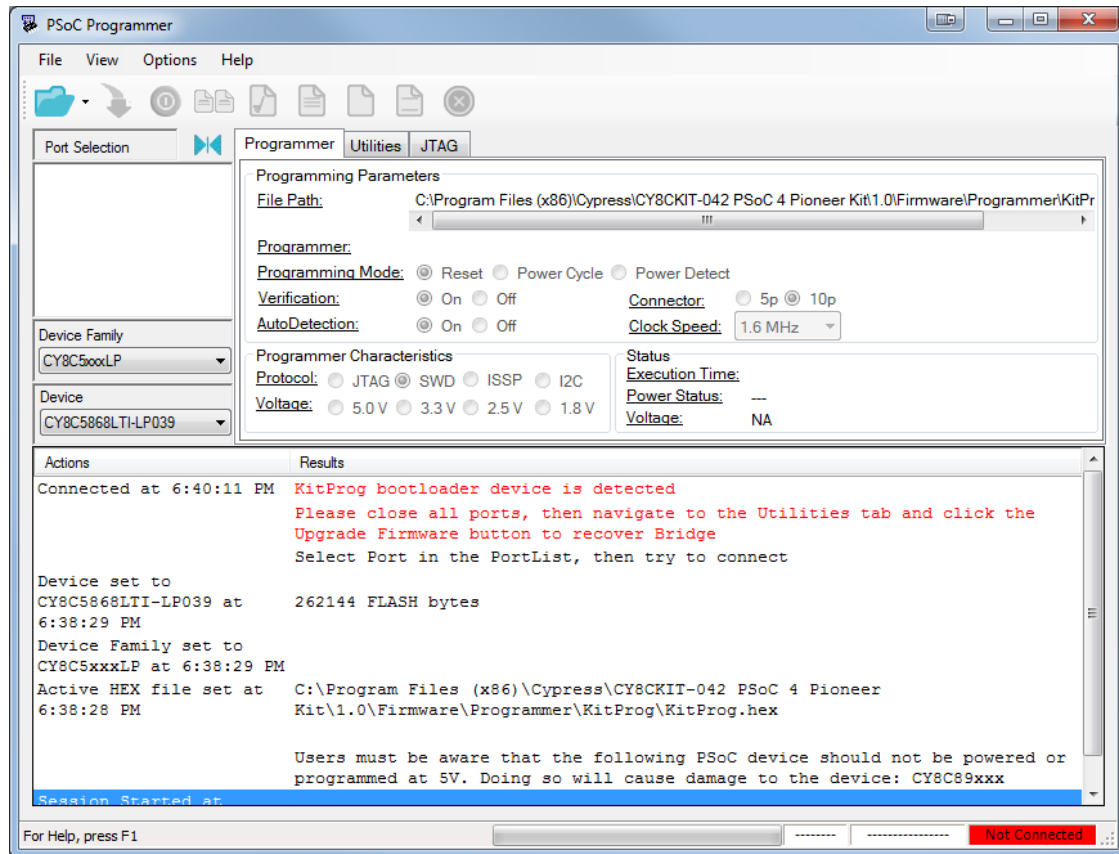 PSoC Programmer
File View Options Help
Port Selection
Programmer Utilities JTAG
Programming Parameters
File Path: C:\Program Files (x86)\Cypress\CY8CKIT-042 PSoC 4 Pioneer Kit\1.0\Firmware\Programmer\KitPr
Programmer:
Programming Mode: Reset Power Cycle Power Detect
Verification: On Off Connector: 5p 10p
AutoDetection: On Off Clock Speed: 1.6 MHz
Device Family
CY8C5xxxLP
Device
CY8C5868LTI-LP039
Programmer Characteristics
Protocol: JTAG SWD ISSP I2C
Voltage: 5.0 V 3.3 V 2.5 V 1.8 V
Status
Execution Time:
Power Status: ---
Voltage: NA
Actions Results
Connected at 6:40:11 PM KitProg bootloader device is detected
Please close all ports, then navigate to the Utilities tab and click the
Upgrade Firmware button to recover Bridge
Select Port in the PortList, then try to connect
Device set to
CY8C5868LTI-LP039 at 262144 FLASH bytes
6:38:29 PM
Device Family set to
CY8C5xxxLP at 6:38:29 PM
Active HEX file set at C:\Program Files (x86)\Cypress\CY8CKIT-042 PSoC 4 Pioneer
6:38:28 PM Kit\1.0\Firmware\Programmer\KitProg\KitProg.hex
Users must be aware that the following PSoC device should not be powered or
programmed at 5V. Doing so will cause damage to the device: CY8C89xxx
Session Started at
For Help, press F1 -------- ---------------- Not Connected